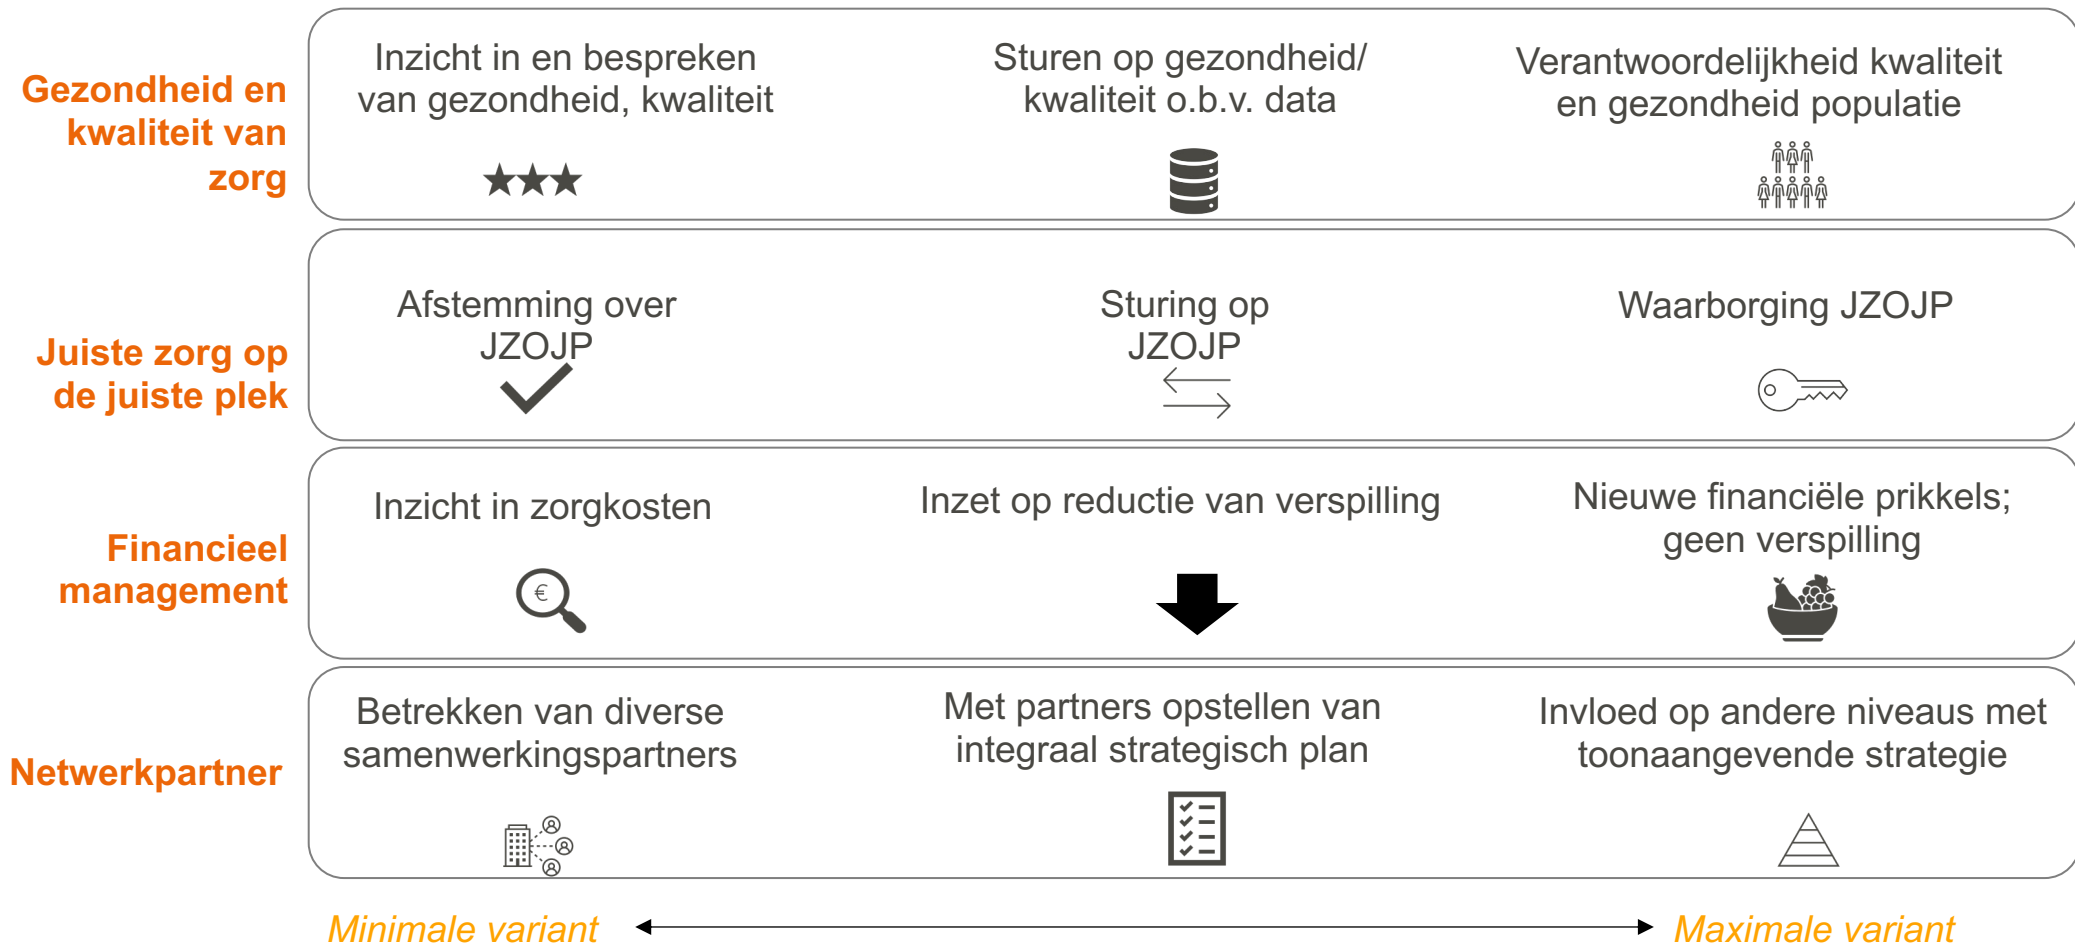 Gezondheid en
kwaliteit van
zorg
Inzicht in en bespreken
van gezondheid, kwaliteit
Sturen op gezondheid/
kwaliteit o.b.v. data
Verantwoordelijkheid kwaliteit
en gezondheid populatie
Juiste zorg op
de juiste plek
Afstemming over
JZOJP
Sturing op
JZOJP
Waarborging JZOJP
Financieel
management
Inzicht in zorgkosten
€
Inzet op reductie van verspilling
Nieuwe financiële prikkels;
geen verspilling
Netwerkpartner
Betrekken van diverse
samenwerkingspartners
Met partners opstellen van
integraal strategisch plan
Invloed op andere niveaus met
toonaangevende strategie
Minimale variant
Maximale variant